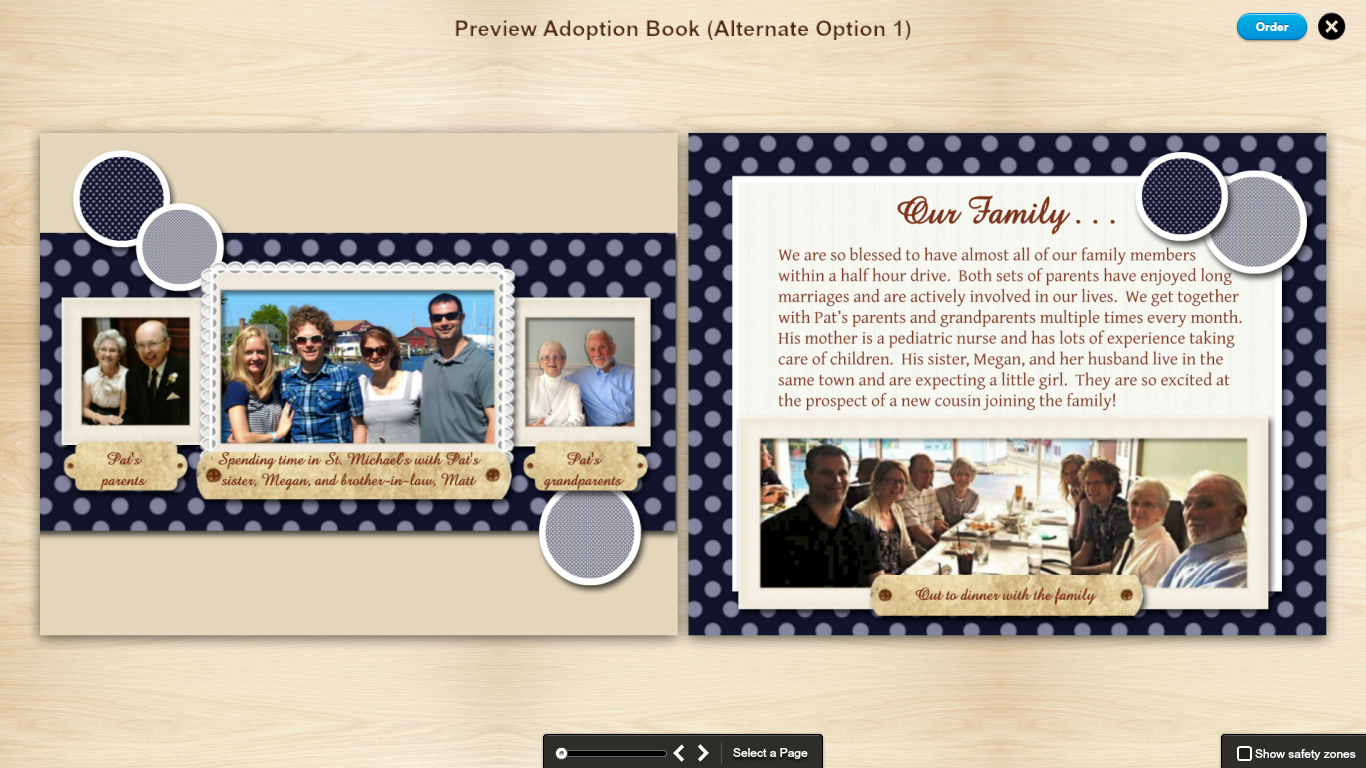 Preview Adoption Book (Alternate Option 1)
Order
Pat's
parents
Spending time in St. Michael's with Pat's
sister, Megan, and brother-in-law, Matt
Pat's
grandparents
Our Family . . .
We are so blessed to have almost all of our family members
within a half hour drive.  Both sets of parents have enjoyed long
marriages and are actively involved in our lives.  We get together
with Pat's parents and grandparents multiple times every month.
His mother is a pediatric nurse and has lots of experience taking
care of children.  His sister, Megan, and her husband live in the
same town and are expecting a little girl.  They are so excited at
the prospect of a new cousin joining the family!
Out to dinner with the family
Select a Page
Show safety zones